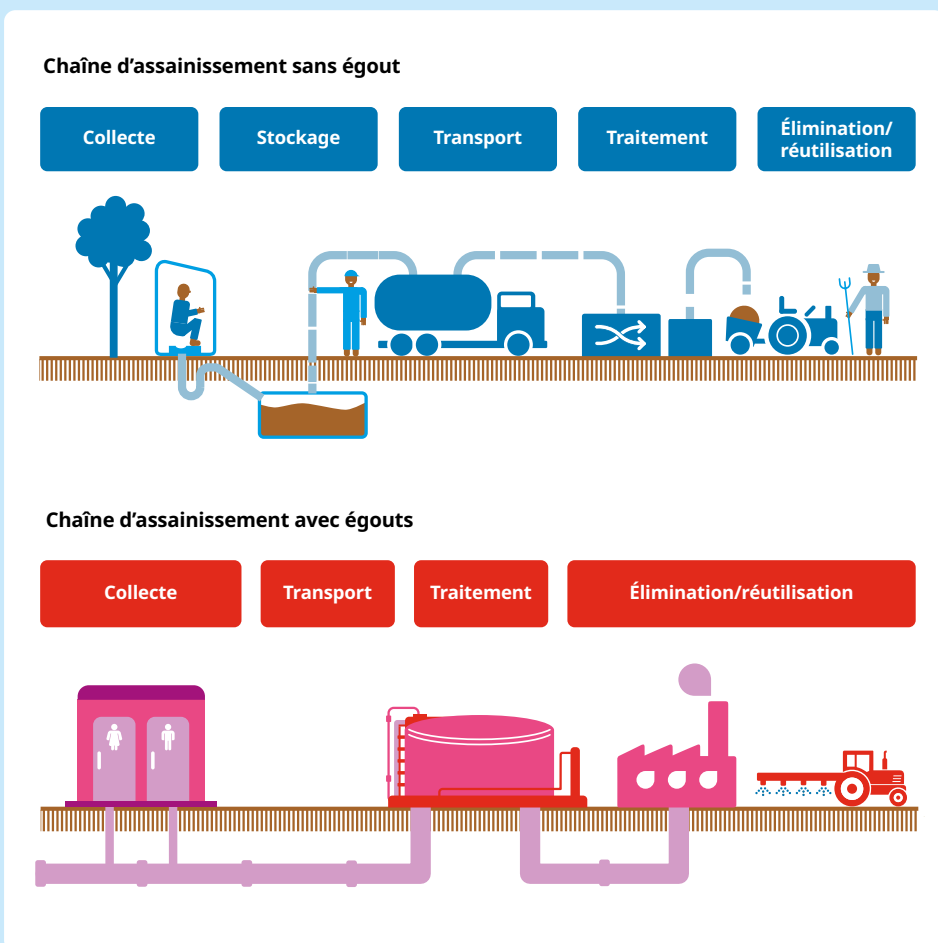 Chaîne d’assainissement sans égout
Collecte
Stockage
Transport
Traitement
Élimination/
réutilisation
Chaîne d’assainissement avec égouts
Collecte
Transport
Traitement
Élimination/réutilisation